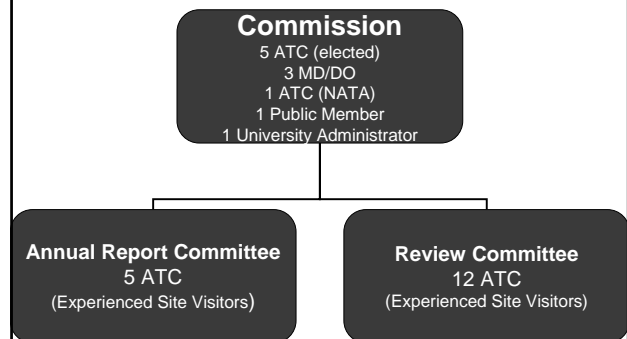 Commission
5 ATC (elected)
3 MD/DO
1 ATC (NATA)
1 Public Member
1 University Administrator
Annual Report Committee
5 ATC
(Experienced Site Visitors)
Review Committee
12 ATC
(Experienced Site Visitors)